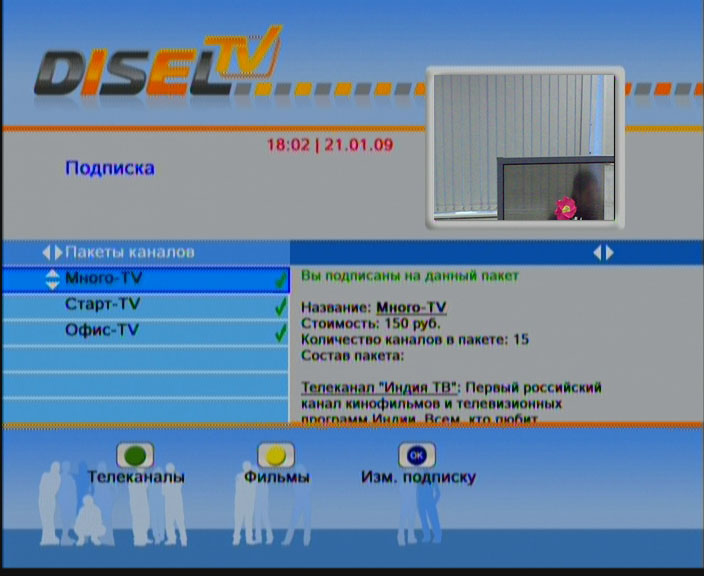 DISEL TV
18:02 | 21.01.09
Подписка
Пакеты каналов
Много-TV
Старт-TV
Офис-TV
Вы подписаны на данный пакет
Название: Много-TV
Стоимость: 150 руб.
Количество каналов в пакете: 15
Состав пакета:
Телеканал "Индия ТВ": Первый российский
канал кинофильмов и телевизионных
программ Индии. Всем, кто любит
Телеканалы
Фильмы
OK
Изм. подписку